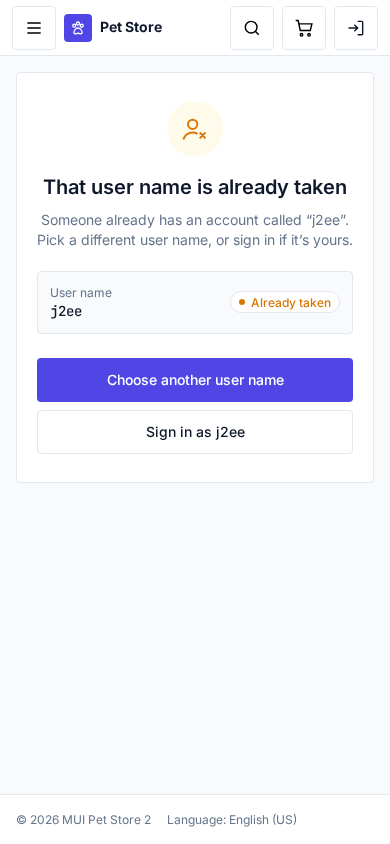 Pet Store
That user name is already taken
Someone already has an account called “j2ee”.
Pick a different user name, or sign in if it’s yours.
User name
j2ee
Already taken
Choose another user name
Sign in as j2ee
© 2026 MUI Pet Store 2 Language: English (US)